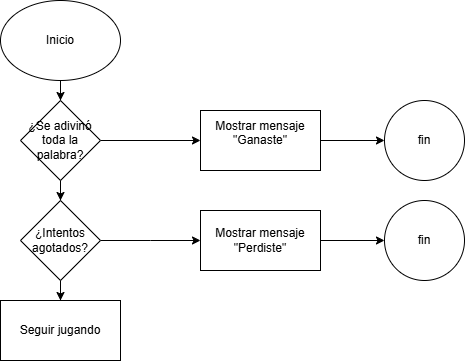 Inicio
¿Se adivinó
toda la
palabra?
Mostrar mensaje
"Ganaste"
fin
¿Intentos
agotados?
Mostrar mensaje
"Perdiste"
fin
Seguir jugando